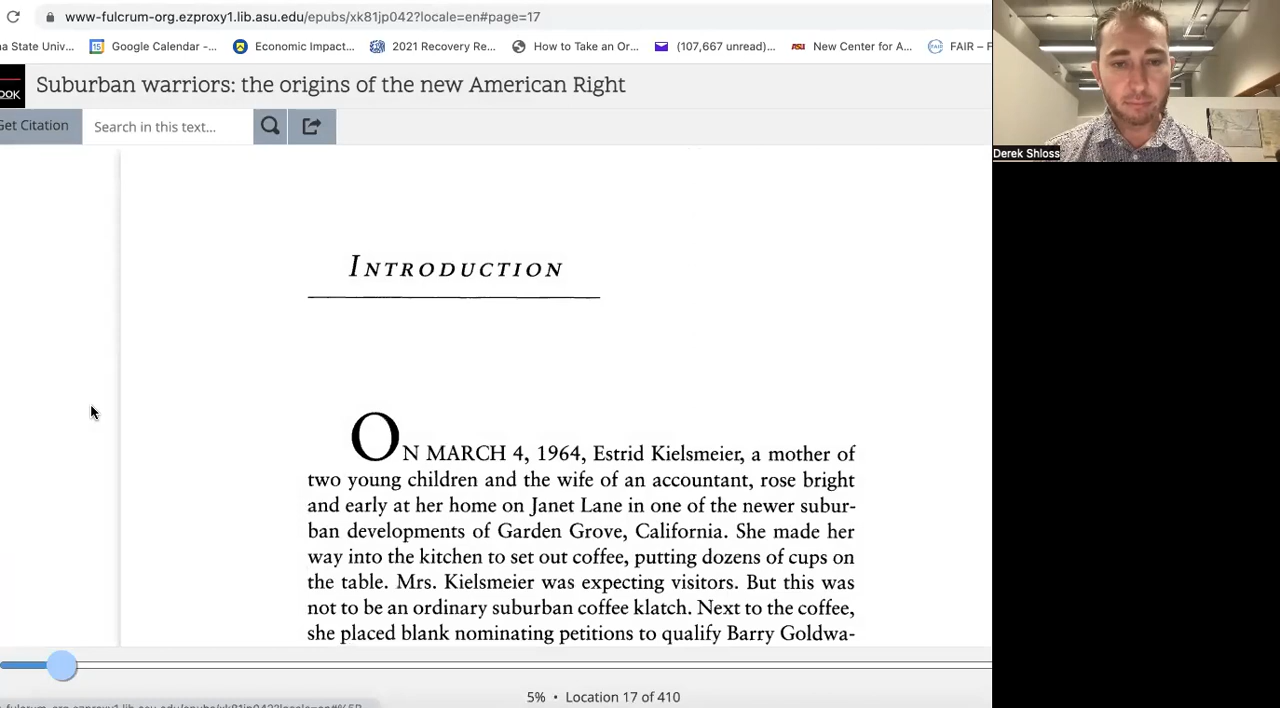 www-fulcrum-org.ezproxy1.lib.asu.edu/epubs/xk81jp042?locale=en#page=17
na State Univ...
15 Google Calendar -...
Economic Impact...
2021 Recovery Re...
How to Take an Or...
(107,667 unread)...
ASU New Center for A...
FAIR FAIR – F
OOK
Suburban warriors: the origins of the new American Right
Get Citation
Search in this text...
Derek Shloss
INTRODUCTION
ON MARCH 4, 1964, Estrid Kielsmeier, a mother of
two young children and the wife of an accountant, rose bright
and early at her home on Janet Lane in one of the newer subur-
ban developments of Garden Grove, California. She made her
way into the kitchen to set out coffee, putting dozens of cups on
the table. Mrs. Kielsmeier was expecting visitors. But this was
not to be an ordinary suburban coffee klatch. Next to the coffee,
she placed blank nominating petitions to qualify Barry Goldwa-
5% • Location 17 of 410